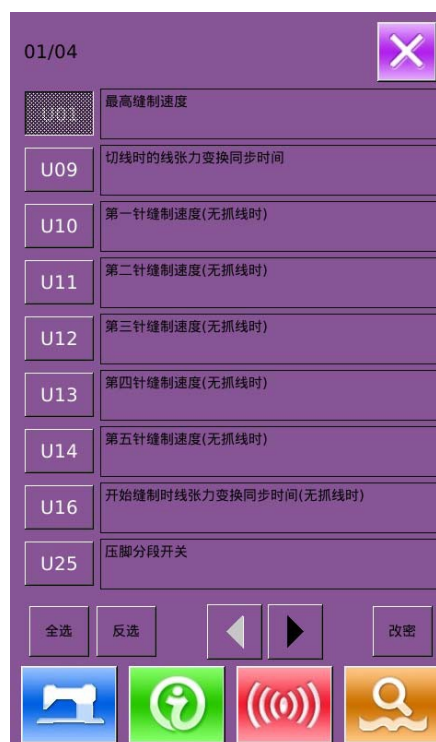 01/04
U01
最高缝制速度
U09
切线时的线张力变换同步时间
U10
第一针缝制速度(无抓线时)
U11
第二针缝制速度(无抓线时)
U12
第三针缝制速度(无抓线时)
U13
第四针缝制速度(无抓线时)
U14
第五针缝制速度(无抓线时)
U16
开始缝制时线张力变换同步时间(无抓线时)
U25
压脚分段开关
全选
反选
改密